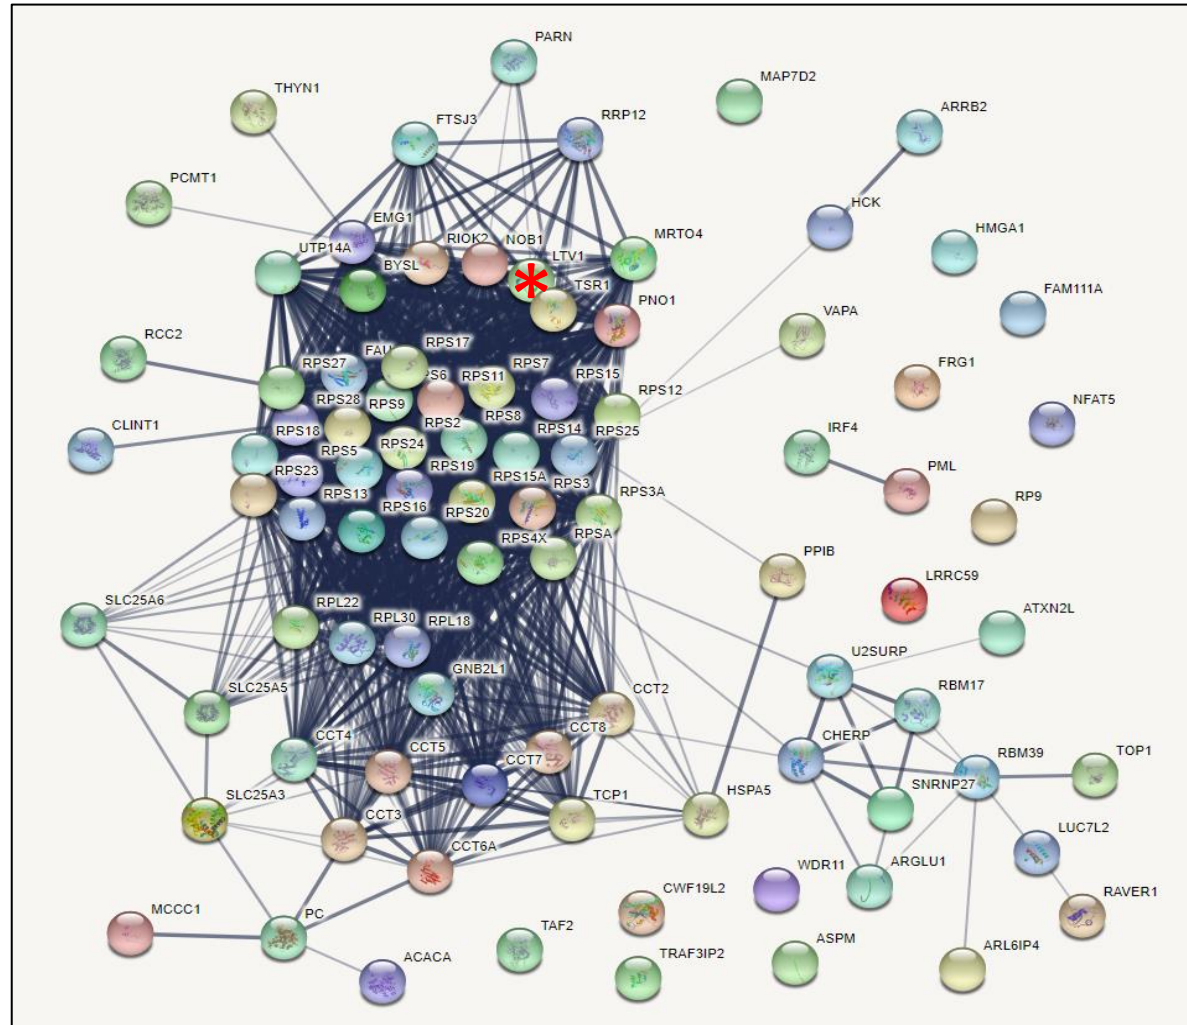 PARN
MAP7D2
THYN1
FTSJ3
RRP12
ARRB2
PCMT1
HCK
EMG1
RIOK2
NOB1
MRTO4
HMGA1
UTP14A
BYSL
LTV1
*
TSR1
PNO1
VAPA
FAM111A
RCC2
RPS17
FAU
RPS27
PS6
RPS11
RPS7
RPS15
RPS12
FRG1
RPS28
RPS9
RPS2
RPS8
RPS14
RPS25
NFAT5
CLINT1
RPS18
RPS5
RPS24
RPS19
IRF4
PML
RPS23
RPS15A
RPS3
RPS13
RPS16
RPS20
RPS3A
RP9
RPS4X
RPSA
PPIB
LRRC59
SLC25A6
RPL22
RPL30
RPL18
ATXN2L
U2SURP
GNB2L1
RBM17
SLC25A5
CCT2
CCT4
CCT5
CCT8
CCT7
CHERP
RBM39
TOP1
SNRNP27
SLC25A3
CCT3
TCP1
HSPA5
CCT6A
LUC7L2
WDR11
ARGLU1
CWF19L2
RAVER1
MCCC1
PC
TAF2
TRAF3IP2
ASPM
ARL6IP4
ACACA